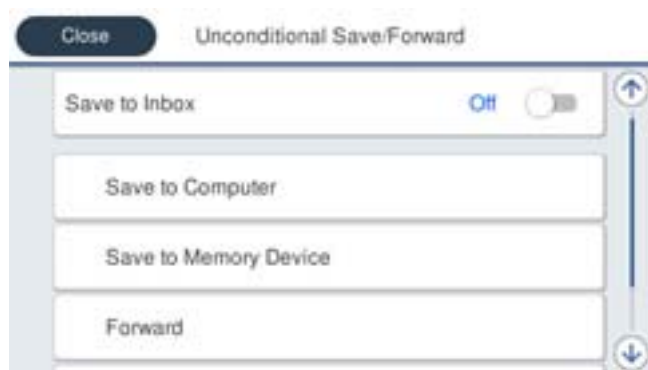 Close Unconditional Save/Forward
Save to Inbox Off
Save to Computer
Save to Memory Device
Forward